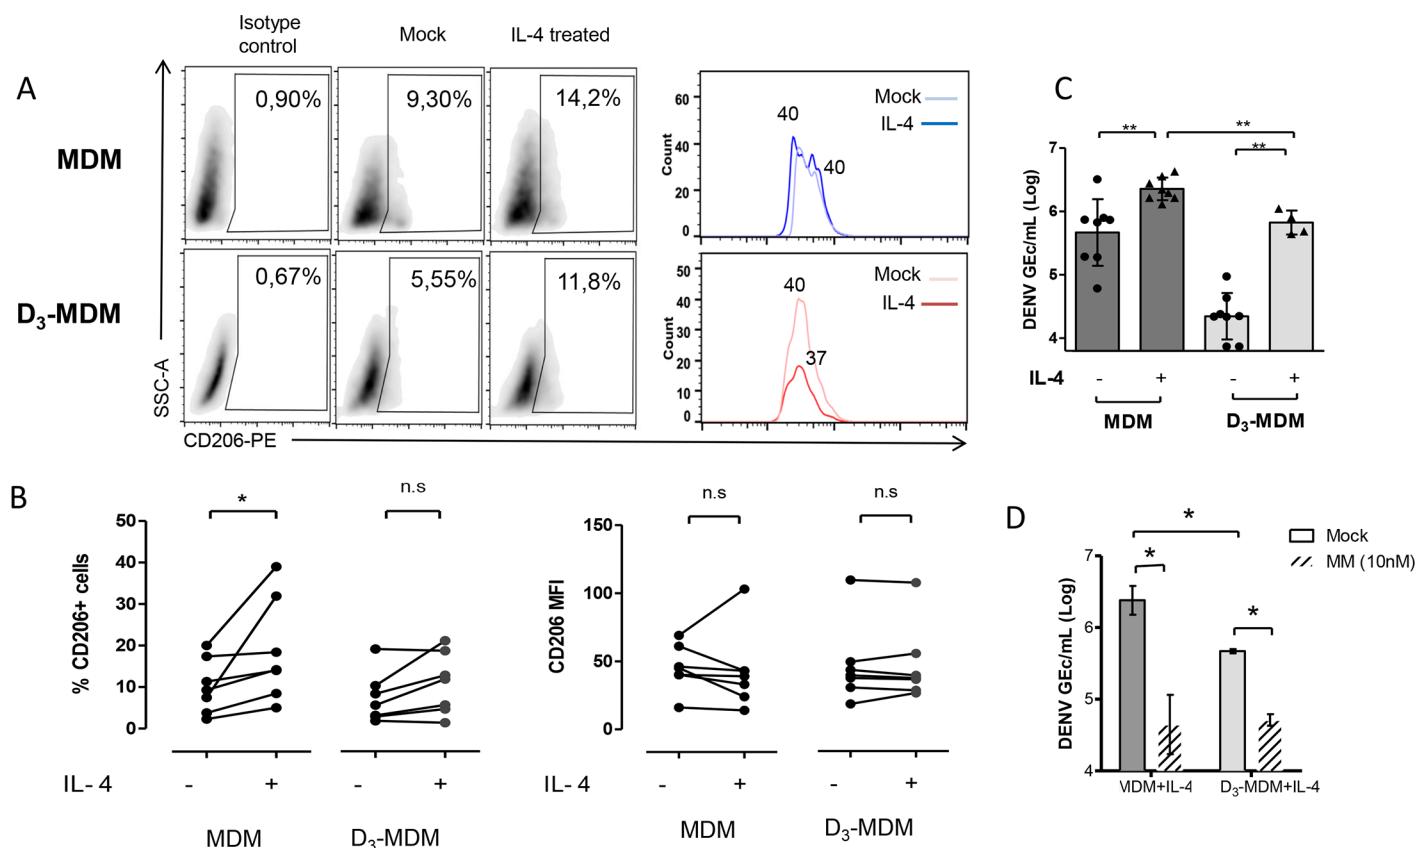 Isotype control
Mock
IL-4 treated
A
MDM
0,90%
9,30%
14,2%
D3-MDM
0,67%
5,55%
11,8%
SSC-A
CD206-PE
Count
60
40
20
0
40
40
Mock
IL-4
Count
50
40
30
20
10
0
40
37
Mock
IL-4
C
**
**
**
DENV GEc/mL (Log)
7
6
5
4
IL-4
- + - +
MDM
D3-MDM
B
% CD206+ cells
50
40
30
20
10
0
*
n.s
IL- 4
- + - +
MDM
D3-MDM
CD206 MFI
150
100
50
0
n.s
n.s
IL- 4
- + - +
MDM
D3-MDM
D
*
*
*
Mock
MM (10nM)
DENV GEc/mL (Log)
7
6
5
4
MDM+IL-4
D3-MDM+IL-4